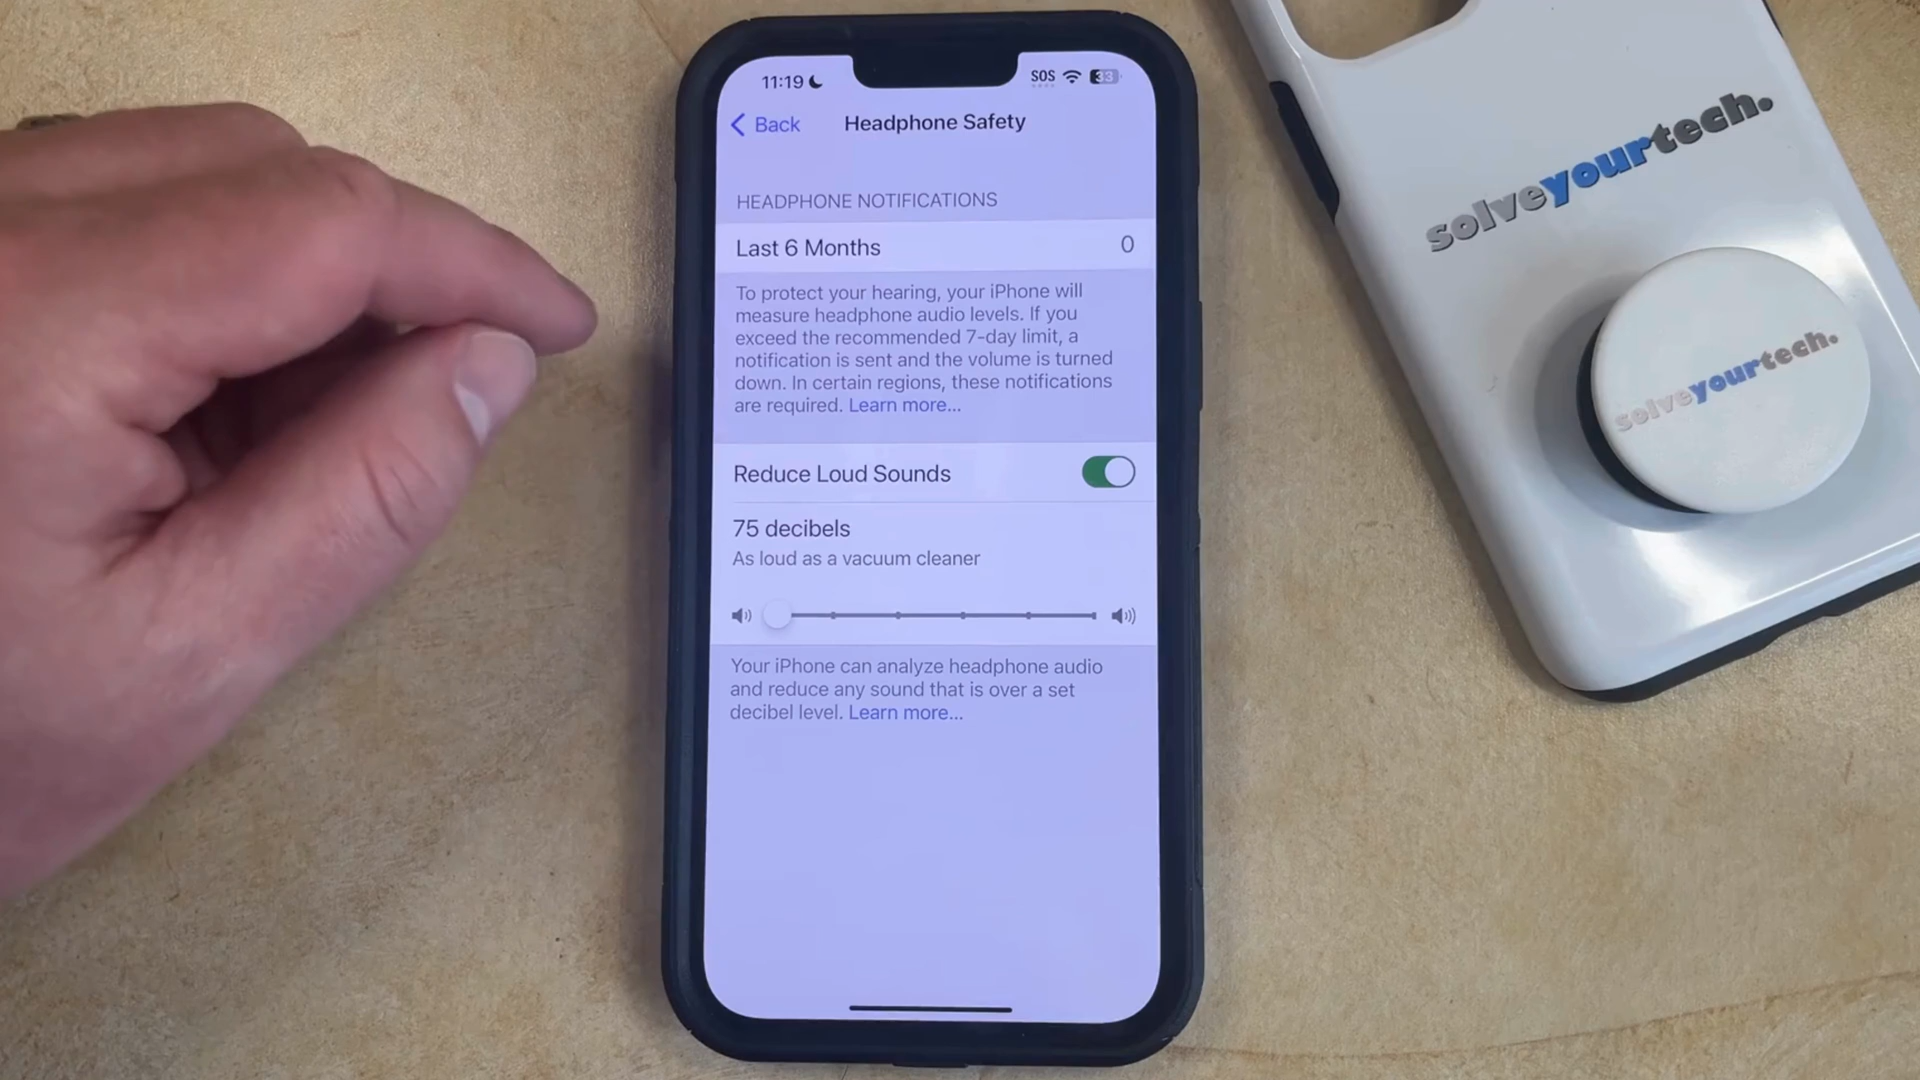 11:19
SOS
33
Back
Headphone Safety
HEADPHONE NOTIFICATIONS
Last 6 Months 0
To protect your hearing, your iPhone will
measure headphone audio levels. If you
exceed the recommended 7-day limit, a
notification is sent and the volume is turned
down. In certain regions, these notifications
are required. Learn more...
Reduce Loud Sounds
75 decibels
As loud as a vacuum cleaner
Your iPhone can analyze headphone audio
and reduce any sound that is over a set
decibel level. Learn more...
solveyourtech.
solveyourtech.